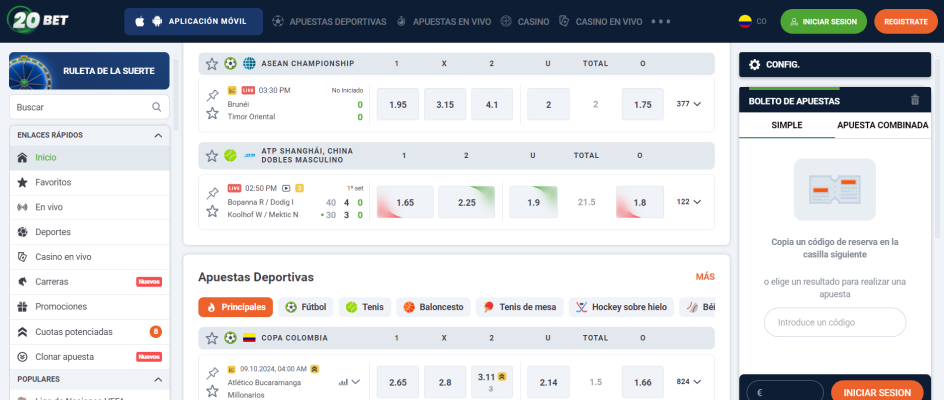 20BET
APLICACIÓN MÓVIL
APUESTAS DEPORTIVAS
APUESTAS EN VIVO
CASINO
CASINO EN VIVO
CO
INICIAR SESION
REGISTRATE
RULETA DE LA SUERTE
Buscar
ENLACES RÁPIDOS
Inicio
Favoritos
En vivo
Deportes
Casino en vivo
Carreras Nuevos
Promociones
Cuotas potenciadas 8
Clonar apuesta Nuevos
POPULARES
Liga de Naciones UEFA
ASEAN CHAMPIONSHIP 1 X 2 U TOTAL O
LIVE 03:30 PM No Iniciado
Brunéi 0
Timor Oriental 0
1.95 3.15 4.1 2 2 1.75 377
ATP SHANGHÁI, CHINA
DOBLES MASCULINO 1 2 U TOTAL O
LIVE 02:50 PM 3 1º set
Bopanna R / Dodig I 40 4 0
Koolhof W / Mektic N 30 3 0
1.65 2.25 1.9 21.5 1.8 122
Apuestas Deportivas MÁS
Principales Fútbol Tenis Baloncesto Tenis de mesa Hockey sobre hielo Béi
COPA COLOMBIA 1 X 2 U TOTAL O
09.10.2024, 04:00 AM
Atlético Bucaramanga
Millonarios
2.65 2.8 3.11 3 2.14 1.5 1.66 824
CONFIG.
BOLETO DE APUESTAS
SIMPLE APUESTA COMBINADA
Copia un código de reserva en la
casilla siguiente
o elige un resultado para realizar una
apuesta
Introduce un código
€ INICIAR SESION